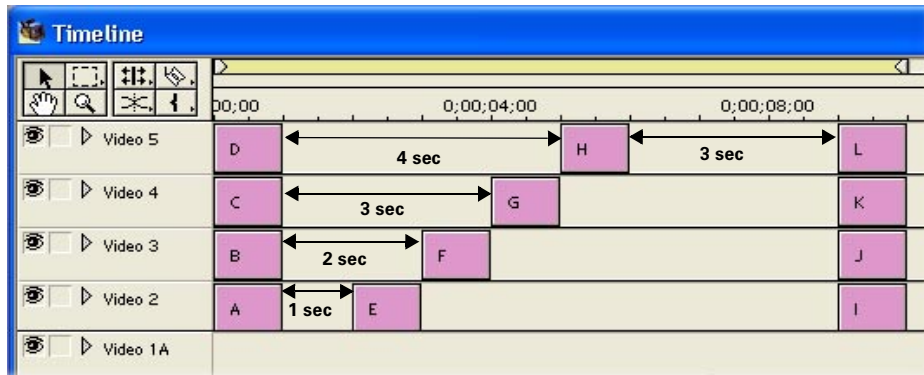 Timeline
00;00 0;00;04;00 0;00;08;00
Video 5 D 4 sec H 3 sec L
Video 4 C 3 sec G K
Video 3 B 2 sec F J
Video 2 A 1 sec E I
Video 1A